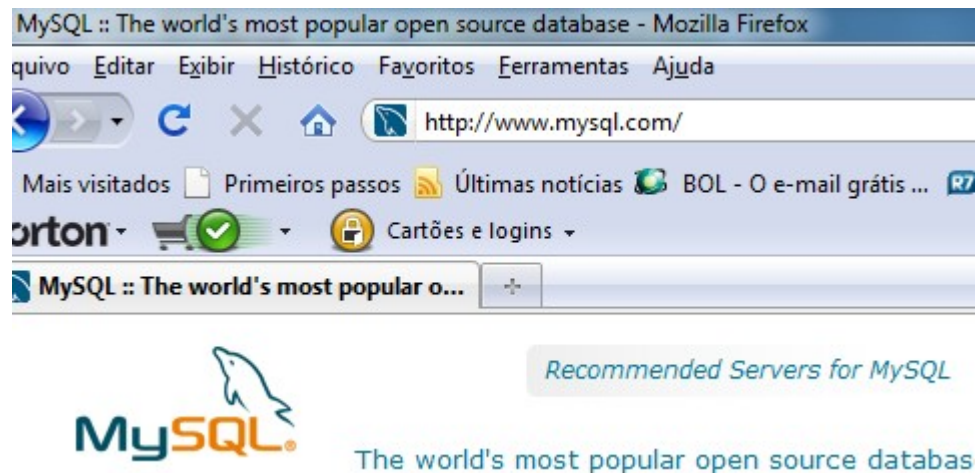 MySQL :: The world's most popular open source database - Mozilla Firefox
quivo Editar Exibir Histórico Favoritos Ferramentas Ajuda
http://www.mysql.com/
Mais visitados Primeiros passos Últimas notícias BOL - O e-mail grátis ... R7
orton Cartões e logins
MySQL :: The world's most popular o...
Recommended Servers for MySQL
MySQL®
The world's most popular open source databas